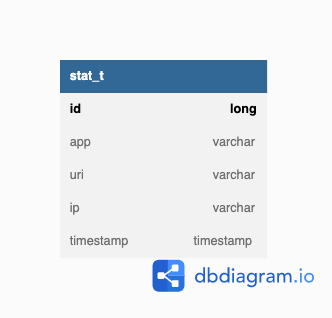 stat_t
id long
app varchar
uri varchar
ip varchar
timestamp timestamp
dbdiagram.io